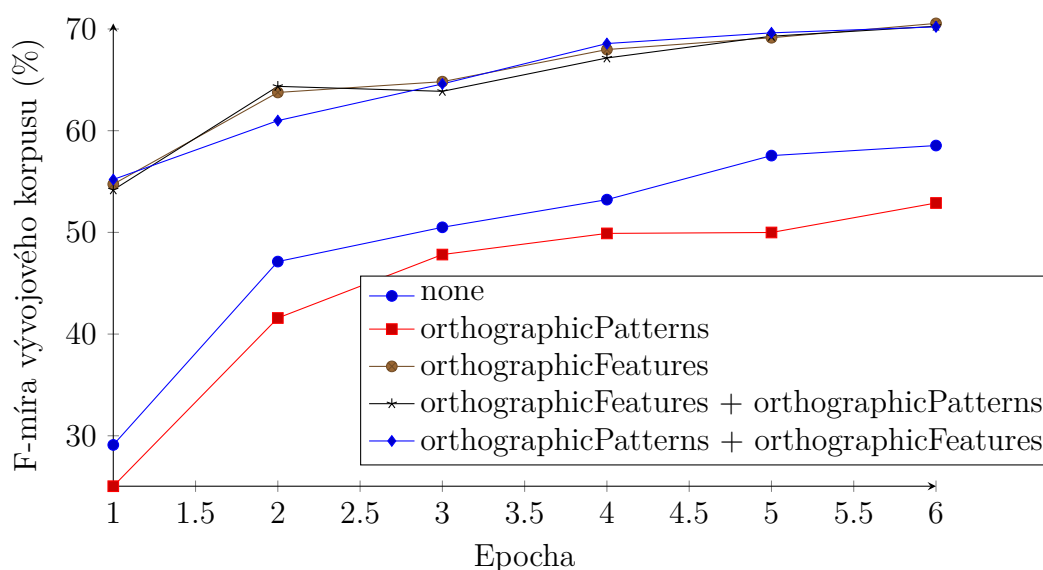 70
60
50
40
30
F-míra vývojového korpusu (%)
none
orthographicPatterns
orthographicFeatures
orthographicFeatures + orthographicPatterns
orthographicPatterns + orthographicFeatures
1 1.5 2 2.5 3 3.5 4 4.5 5 5.5 6
Epocha